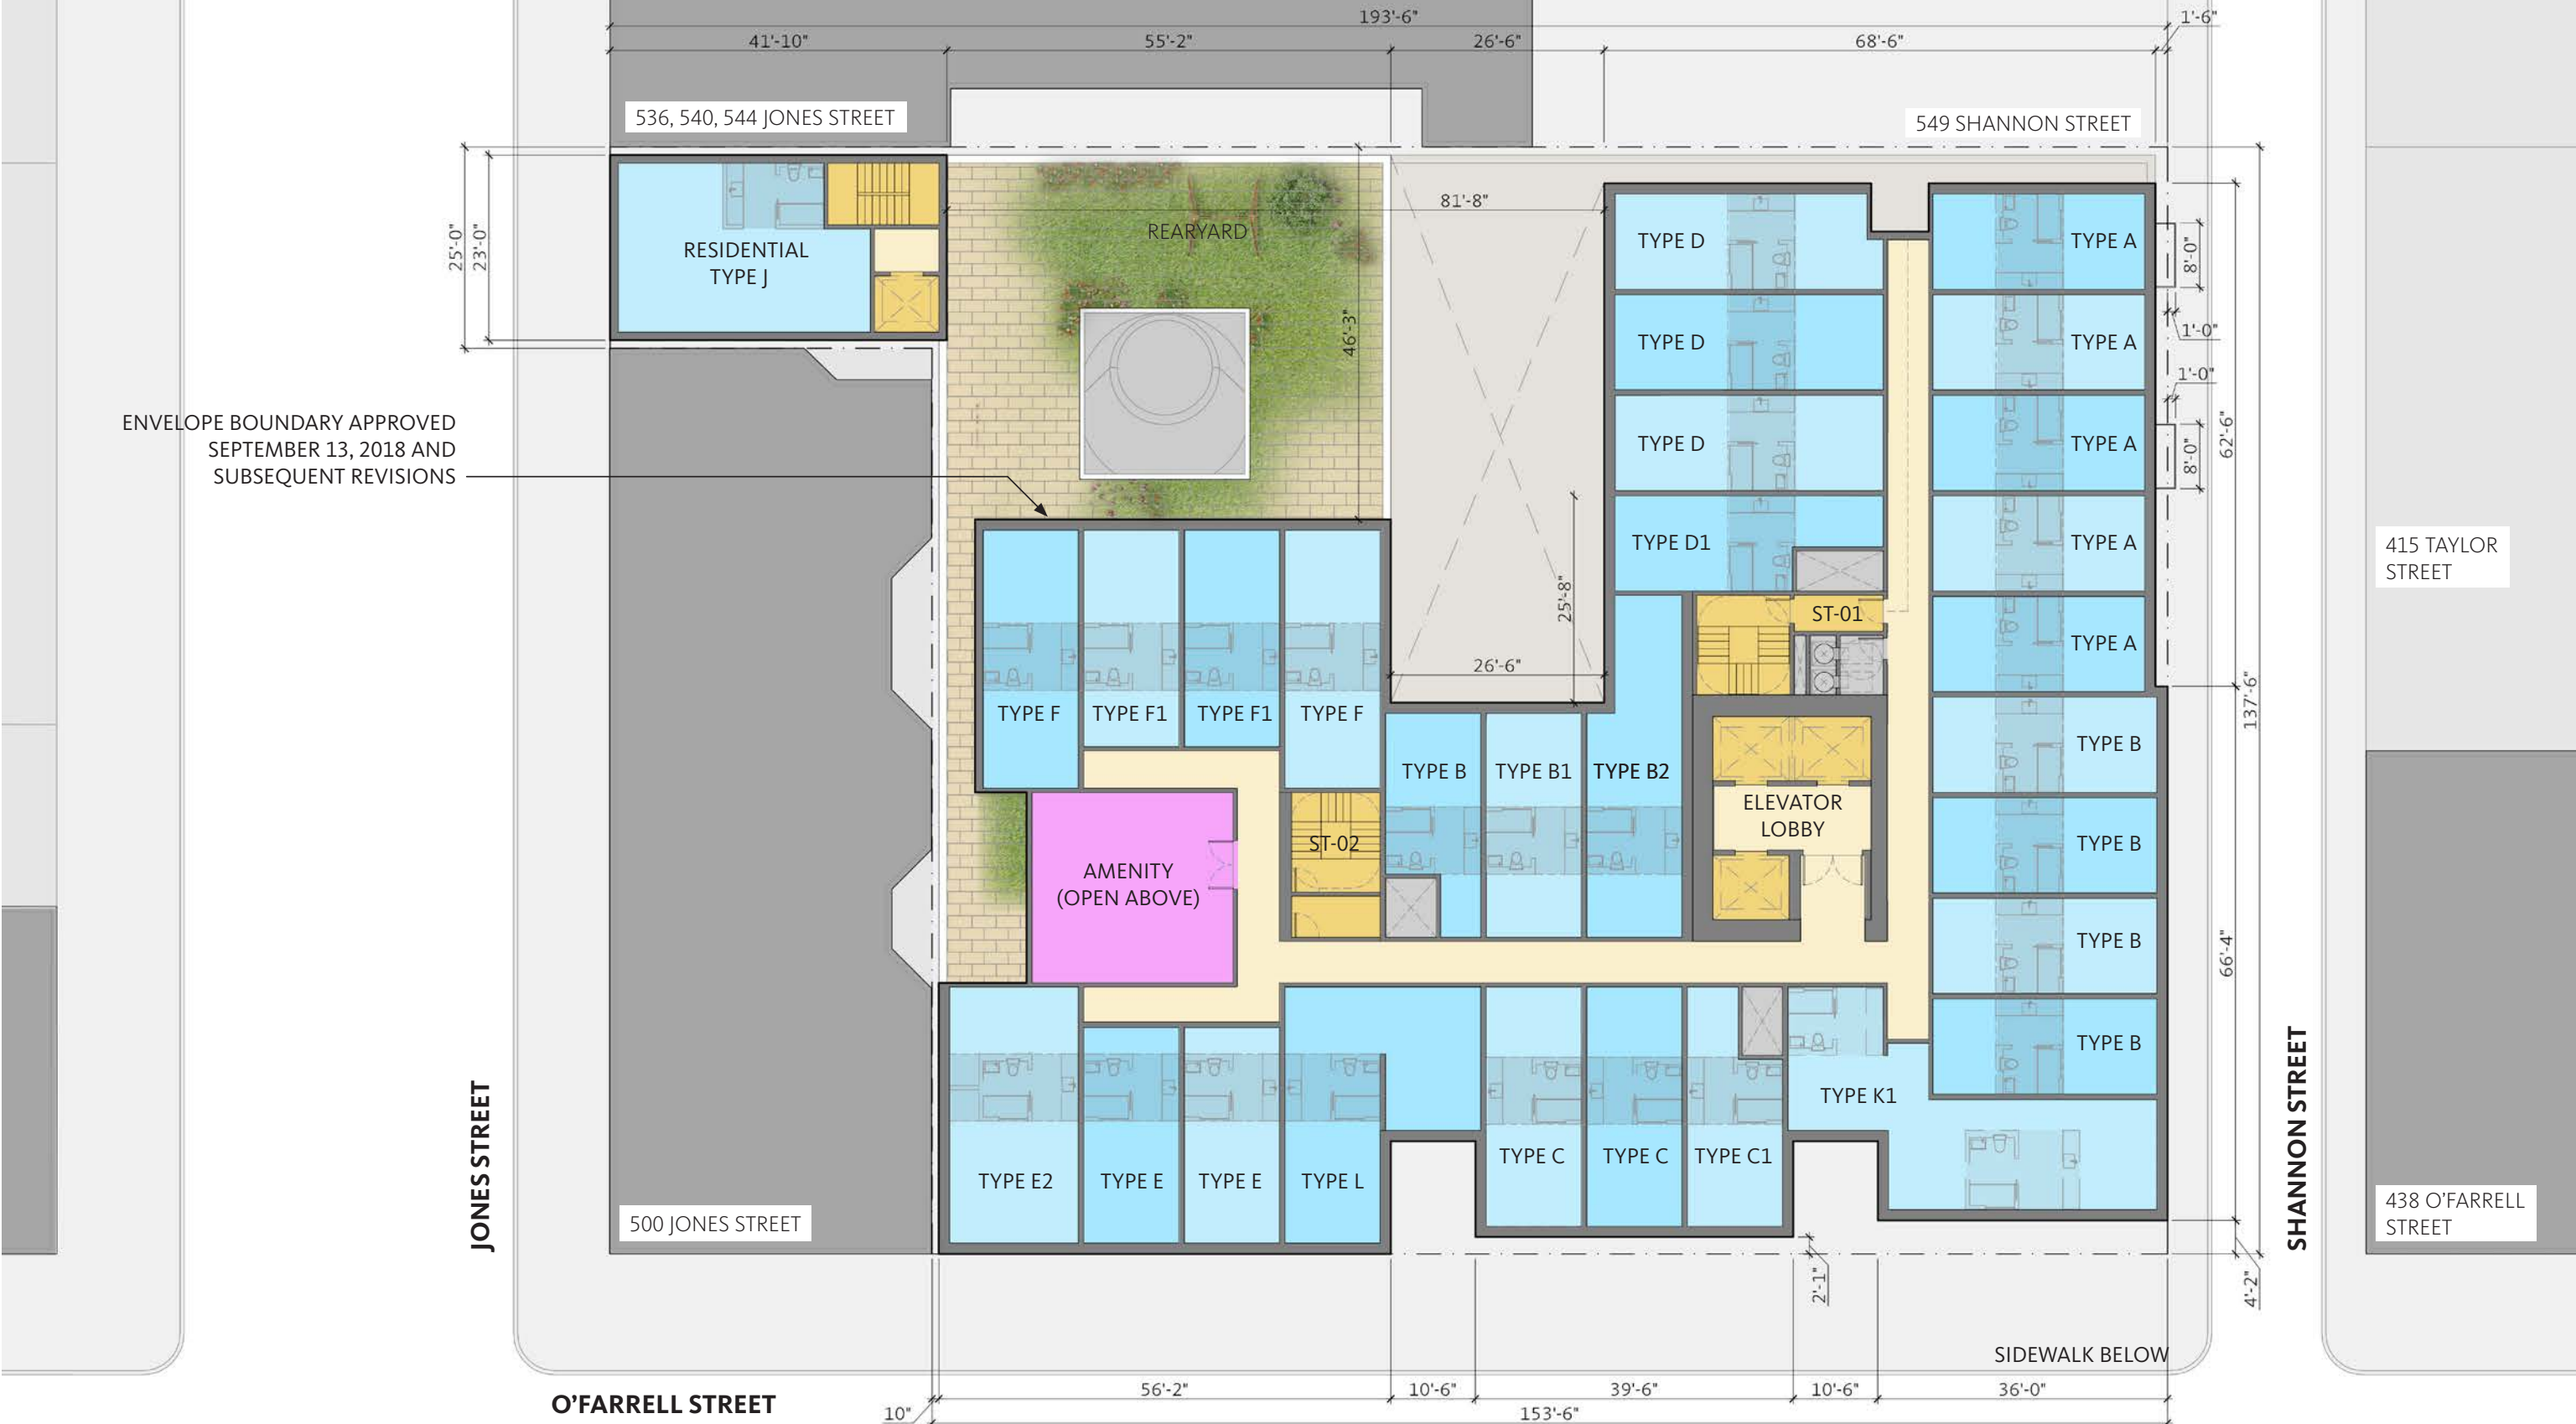 193'-6"
1'-6"
41'-10"
55'-2"
26'-6"
68'-6"
536, 540, 544 JONES STREET
549 SHANNON STREET
25'-0"
23'-0"
RESIDENTIAL
TYPE J
REARYARD
81'-8"
46'-3"
TYPE D
TYPE A
8'-0"
1'-0"
TYPE D
TYPE A
1'-0"
62'-6"
8'-0"
TYPE D
TYPE A
ENVELOPE BOUNDARY APPROVED
SEPTEMBER 13, 2018 AND
SUBSEQUENT REVISIONS
TYPE D1
TYPE A
415 TAYLOR
STREET
25'-8"
ST-01
TYPE A
26'-6"
137'-6"
TYPE F
TYPE F1
TYPE F1
TYPE F
TYPE B
TYPE B
TYPE B1
TYPE B2
ELEVATOR
LOBBY
ST-02
TYPE B
AMENITY
(OPEN ABOVE)
TYPE B
66'-4"
TYPE B
TYPE K1
TYPE C
TYPE C
TYPE C1
TYPE E2
TYPE E
TYPE E
TYPE L
JONES STREET
SHANNON STREET
500 JONES STREET
438 O'FARRELL
STREET
2'-1"
4'-2"
SIDEWALK BELOW
O'FARRELL STREET
56'-2"
10'-6"
39'-6"
10'-6"
36'-0"
10"
153'-6"